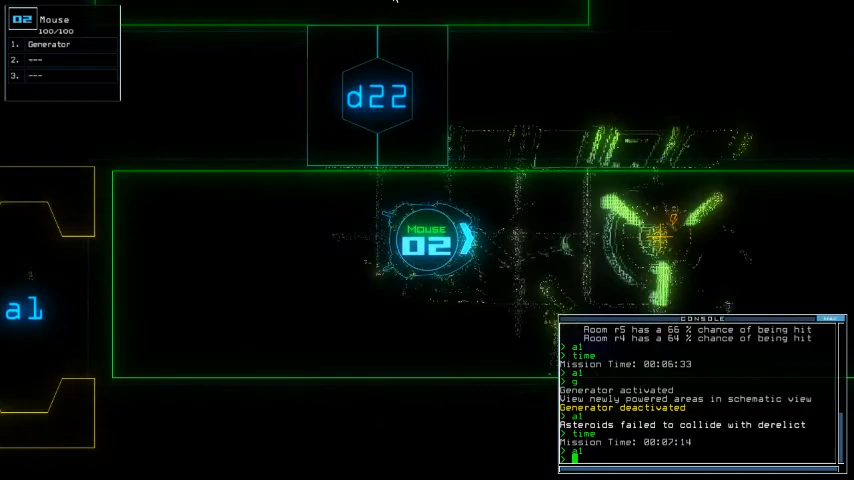 02 Mouse
100/100
1. Generator
2. ---
3. ---
d22
Mouse
02
a1
CONSOLE
Room r5 has a 66 % chance of being hit
Room r4 has a 64 % chance of being hit
> a1
> time
Mission Time: 00:06:33
> a1
> g
Generator activated
View newly powered areas in schematic view
Generator deactivated
> a1
Asteroids failed to collide with derelict
> time
Mission Time: 00:07:14
> a1
>